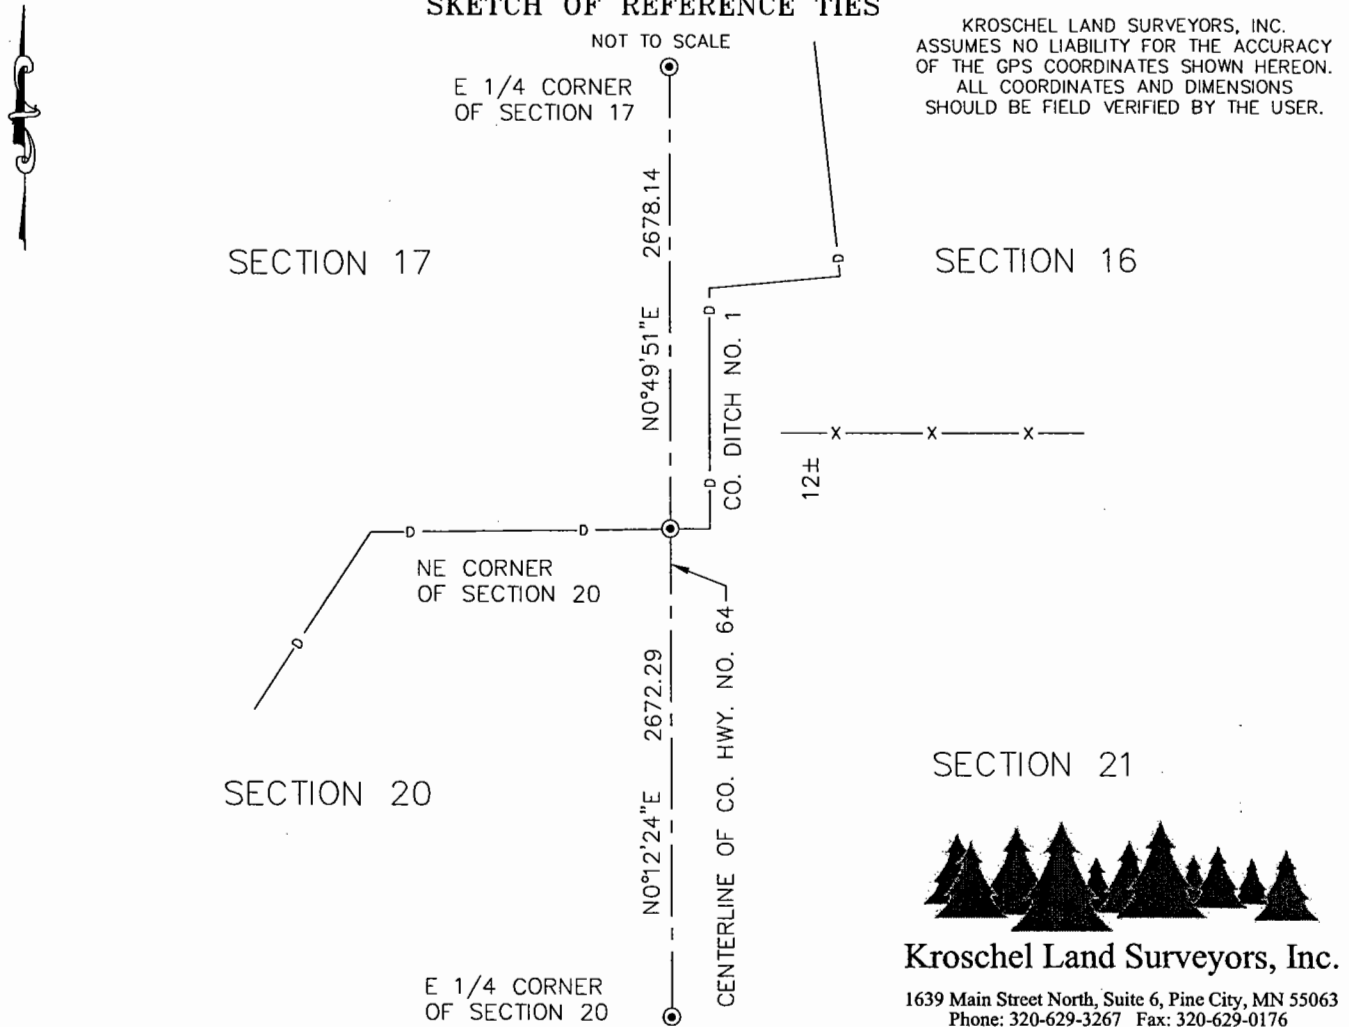 SKETCH OF REFERENCE TIES
NOT TO SCALE
KROSCHEL LAND SURVEYORS, INC.
ASSUMES NO LIABILITY FOR THE ACCURACY
OF THE GPS COORDINATES SHOWN HEREON.
ALL COORDINATES AND DIMENSIONS
SHOULD BE FIELD VERIFIED BY THE USER.
E 1/4 CORNER
OF SECTION 17
2678.14
SECTION 17
SECTION 16
D
D
N0°49'51"E
CO. DITCH NO. 1
X X X
12±
D
D D
NE CORNER
OF SECTION 20
D
2672.29
N0°12'24"E
CENTERLINE OF CO. HWY. NO. 64
SECTION 20
SECTION 21
E 1/4 CORNER
OF SECTION 20
Kroschel Land Surveyors, Inc.
1639 Main Street North, Suite 6, Pine City, MN 55063
Phone: 320-629-3267 Fax: 320-629-0176